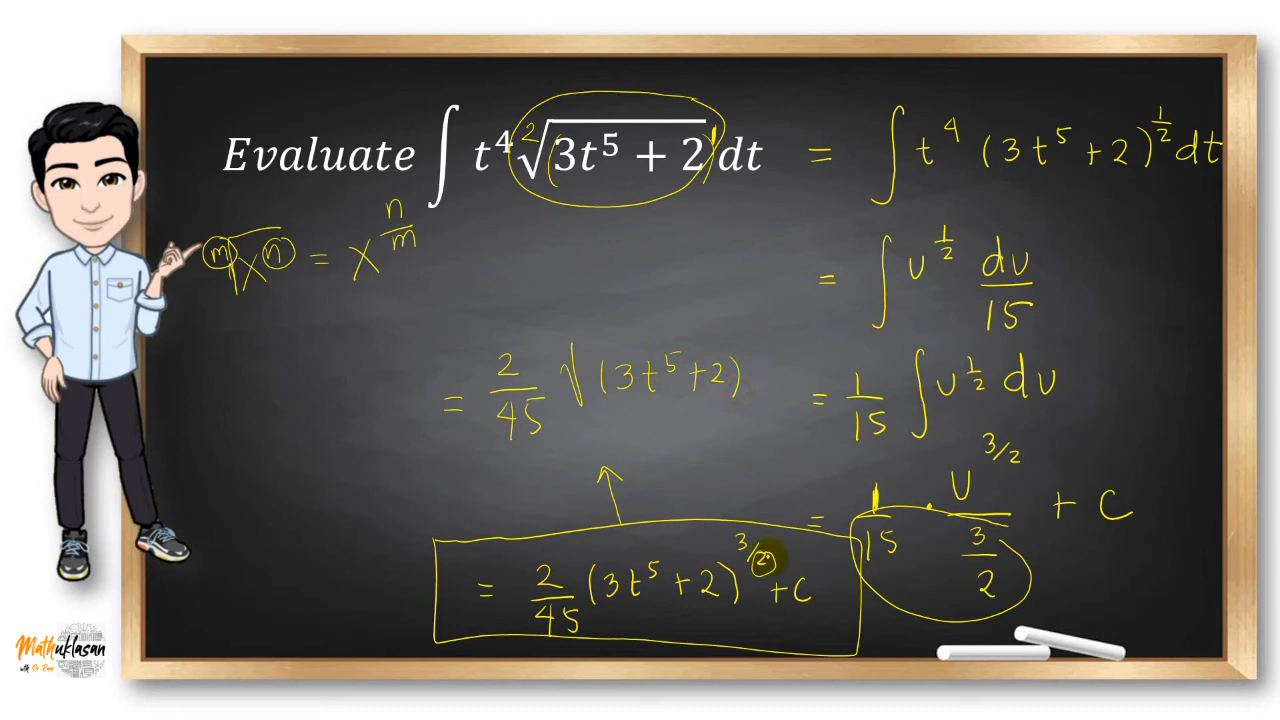 Evaluate ∫ t⁴ ²√(3t⁵ + 2)¹ dt = ∫ t⁴ (3t⁵ + 2)^(1/2) dt
ᵐ√xⁿ = x^(n/m)
= ∫ u^(1/2) du/15
= 1/15 ∫ u^(1/2) du
= 1/15 · u^(3/2)/(3/2) + c
= 2/45 (3t⁵ + 2)^(3/2) + c
= 2/45 √(3t⁵ + 2)
Mathuklasan